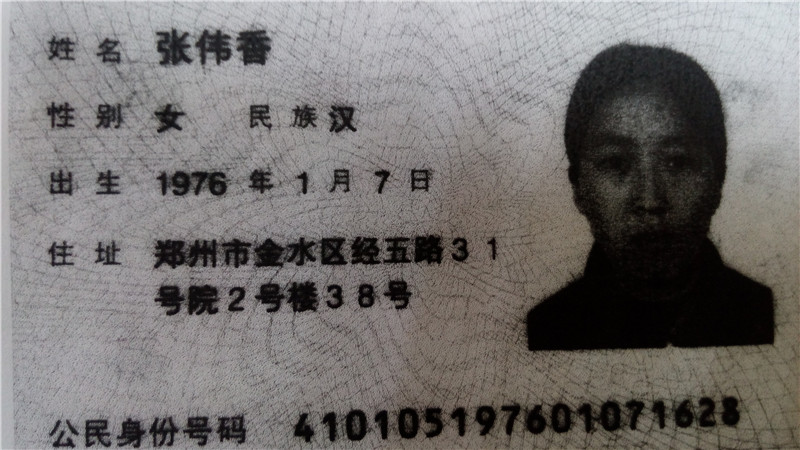 姓名 张伟香
性别 女 民族 汉
出生 1976 年 1 月 7 日
住址 郑州市金水区经五路31
号院2号楼38号
公民身份号码 410105197601071628